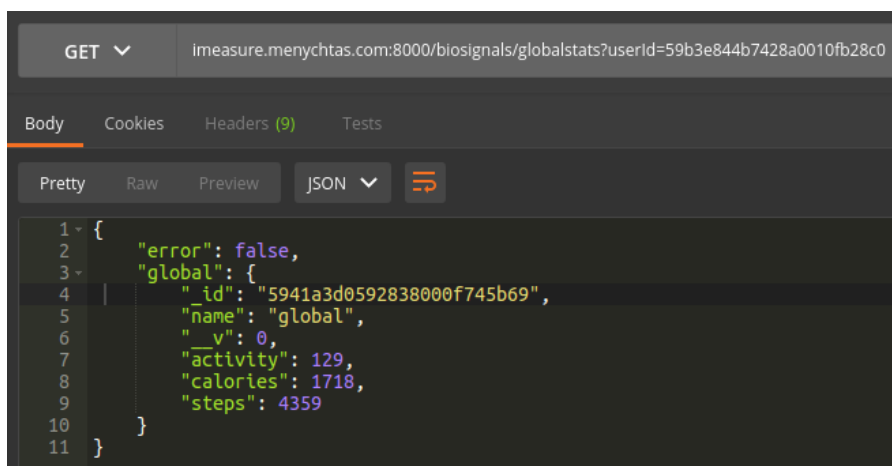 GET imeasure.menychtas.com:8000/biosignals/globalstats?userId=59b3e844b7428a0010fb28c0
Body Cookies Headers (9) Tests
Pretty Raw Preview JSON
1 {
2 "error": false,
3 "global": {
4 "_id": "5941a3d0592838000f745b69",
5 "name": "global",
6 "__v": 0,
7 "activity": 129,
8 "calories": 1718,
9 "steps": 4359
10 }
11 }